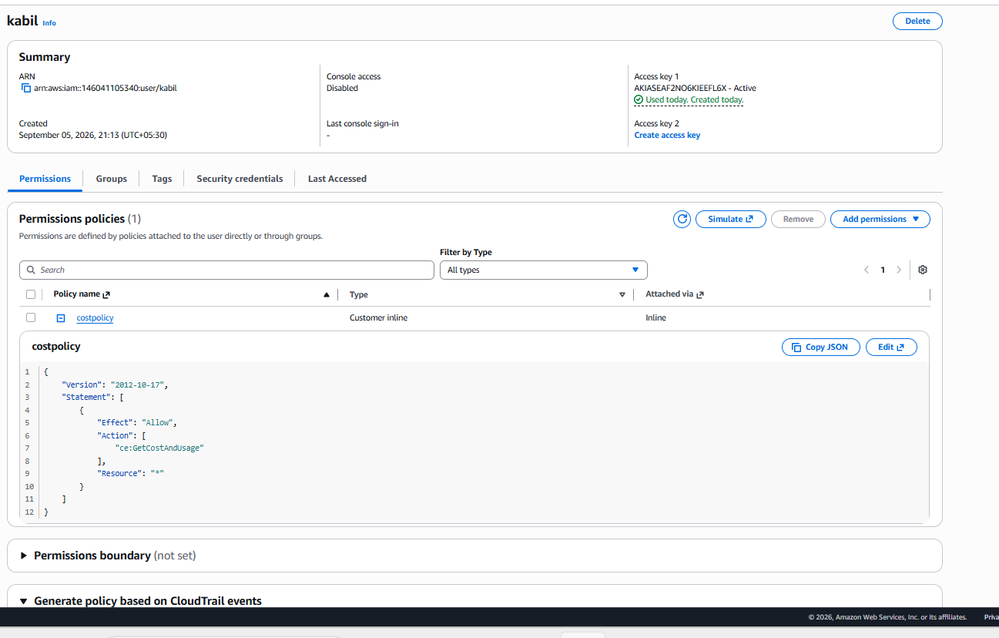 kabil Info
Delete
Summary
ARN
arn:aws:iam::146041105340:user/kabil
Console access
Disabled
Access key 1
AKIASEAF2NO6KIEEFL6X - Active
Used today. Created today.
Created
September 05, 2026, 21:13 (UTC+05:30)
Last console sign-in
-
Access key 2
Create access key
Permissions Groups Tags Security credentials Last Accessed
Permissions policies (1)
Simulate Remove Add permissions
Permissions are defined by policies attached to the user directly or through groups.
Filter by Type
Search
All types
1
Policy name Type Attached via
costpolicy Customer inline Inline
costpolicy
Copy JSON Edit
1 {
2 "Version": "2012-10-17",
3 "Statement": [
4 {
5 "Effect": "Allow",
6 "Action": [
7 "ce:GetCostAndUsage"
8 ],
9 "Resource": "*"
10 }
11 ]
12 }
Permissions boundary (not set)
Generate policy based on CloudTrail events
© 2026, Amazon Web Services, Inc. or its affiliates. Priva